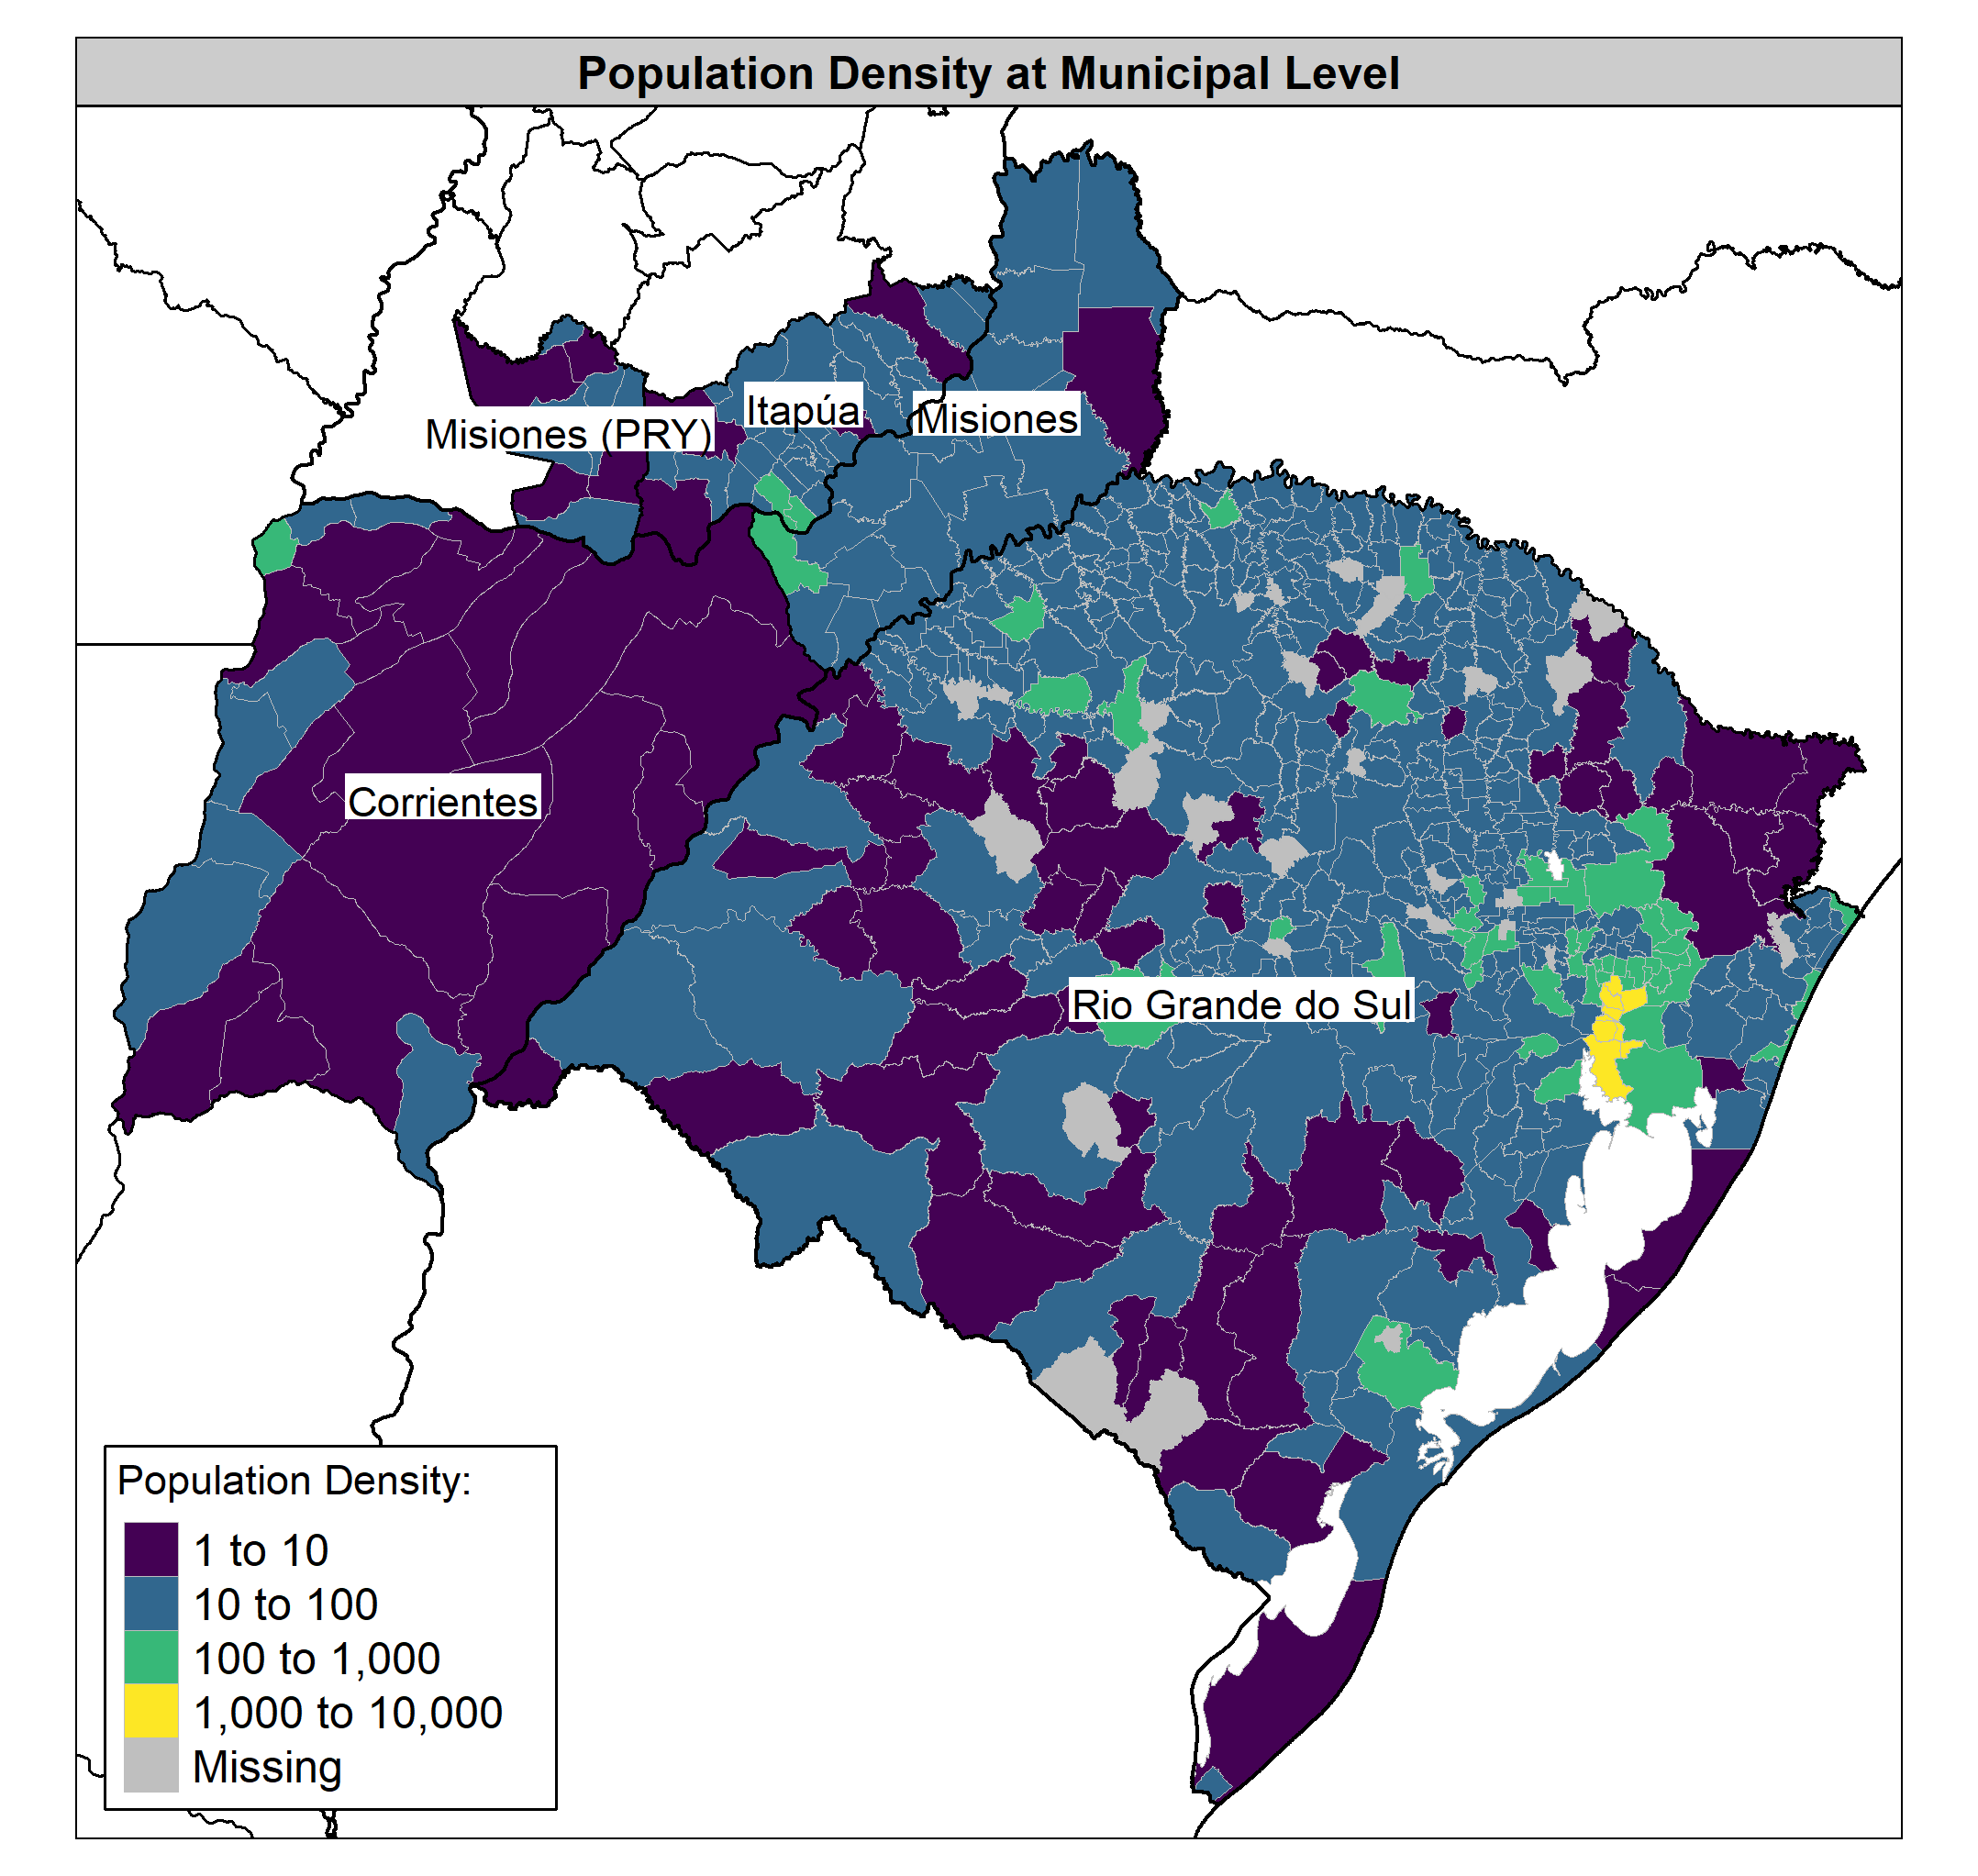 Population Density at Municipal Level
Itapúa
Misiones
Misiones (PRY)
Corrientes
Rio Grande do Sul
Population Density:
1 to 10
10 to 100
100 to 1,000
1,000 to 10,000
Missing